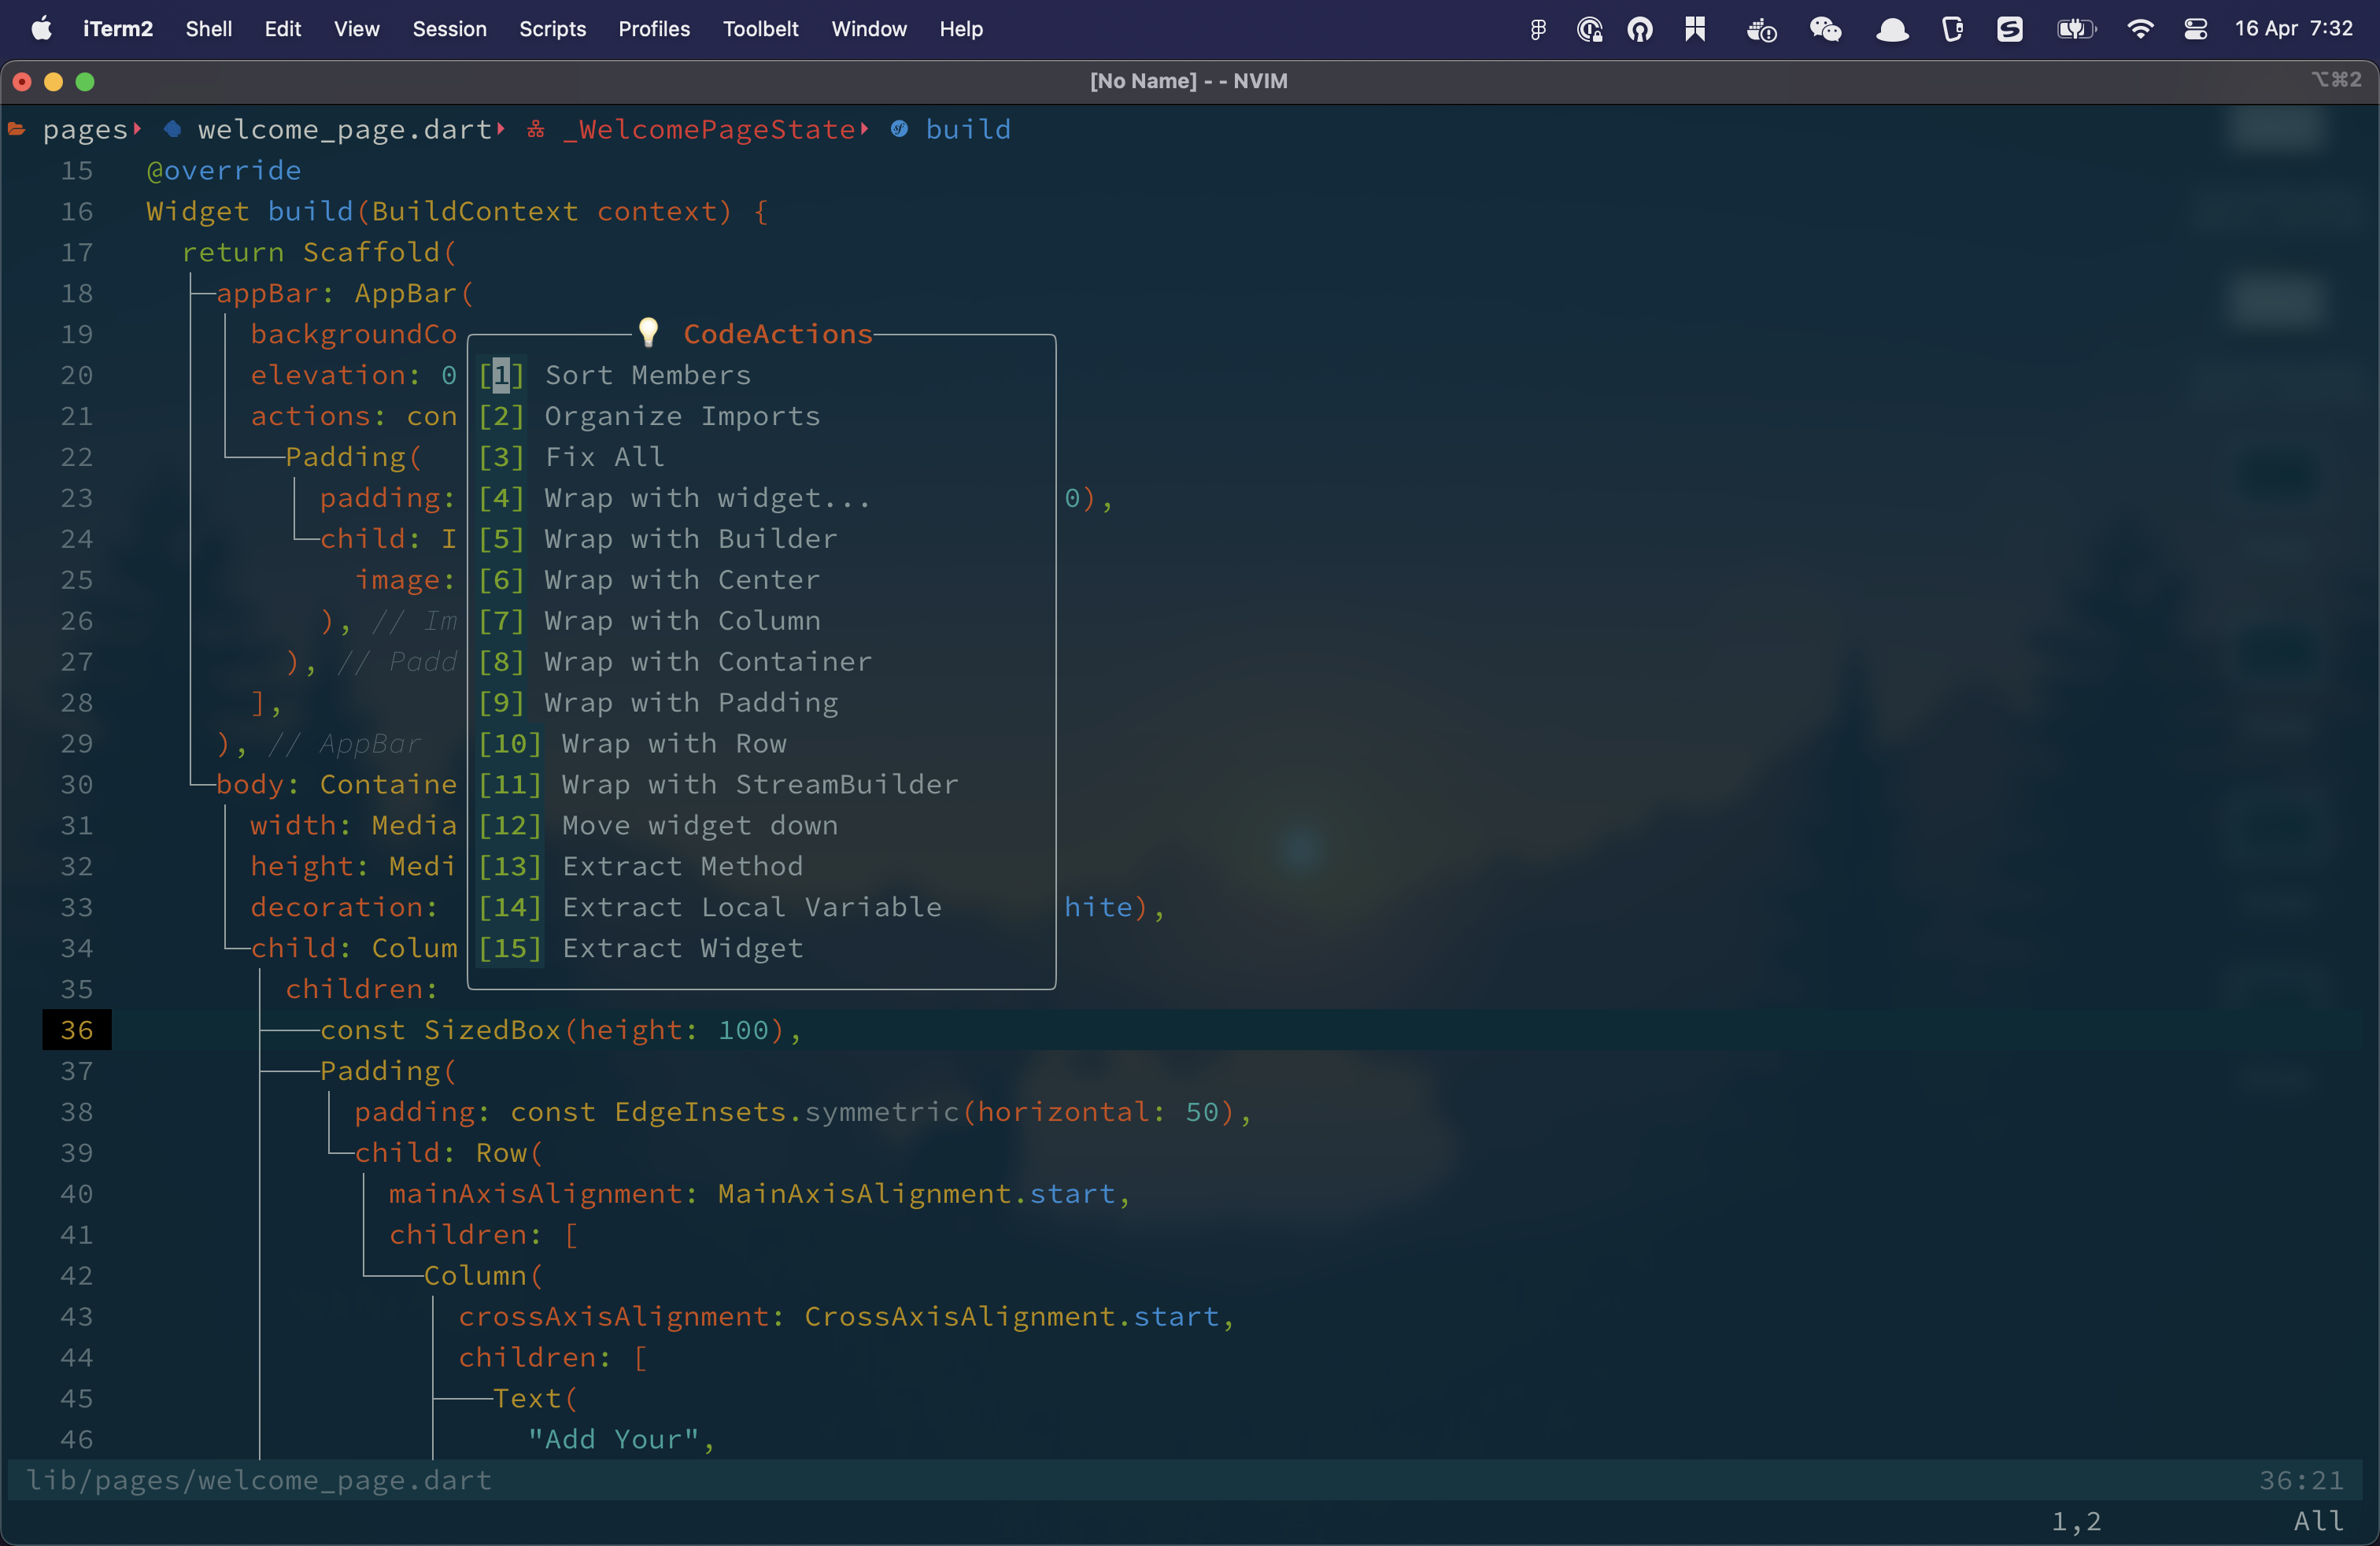 iTerm2 Shell Edit View Session Scripts Profiles Toolbelt Window Help 16 Apr 7:32
[No Name] - - NVIM ⌥⌘2
pages welcome_page.dart _WelcomePageState build
15 @override
16 Widget build(BuildContext context) {
17 return Scaffold(
18 appBar: AppBar(
19 backgroundCo 💡 CodeActions
20 elevation: 0 [1] Sort Members
21 actions: con [2] Organize Imports
22 Padding( [3] Fix All
23 padding: [4] Wrap with widget... 0),
24 child: I [5] Wrap with Builder
25 image: [6] Wrap with Center
26 ), // Im [7] Wrap with Column
27 ), // Padd [8] Wrap with Container
28 ], [9] Wrap with Padding
29 ), // AppBar [10] Wrap with Row
30 body: Containe [11] Wrap with StreamBuilder
31 width: Media [12] Move widget down
32 height: Medi [13] Extract Method
33 decoration: [14] Extract Local Variable hite),
34 child: Colum [15] Extract Widget
35 children:
36 const SizedBox(height: 100),
37 Padding(
38 padding: const EdgeInsets.symmetric(horizontal: 50),
39 child: Row(
40 mainAxisAlignment: MainAxisAlignment.start,
41 children: [
42 Column(
43 crossAxisAlignment: CrossAxisAlignment.start,
44 children: [
45 Text(
46 "Add Your",
lib/pages/welcome_page.dart 36:21
1,2 All